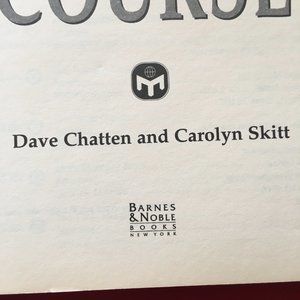 COURSE
Dave Chatten and Carolyn Skitt
BARNES
& NOBLE
BOOKS
NEW YORK